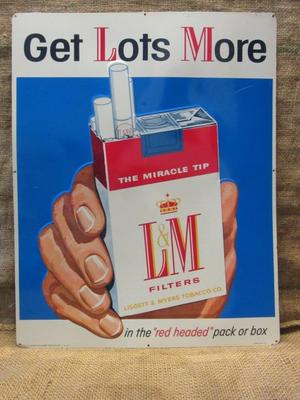 Get Lots More
THE MIRACLE TIP
L&M
FILTERS
LIGGETT & MYERS TOBACCO CO.
in the "red headed" pack or box